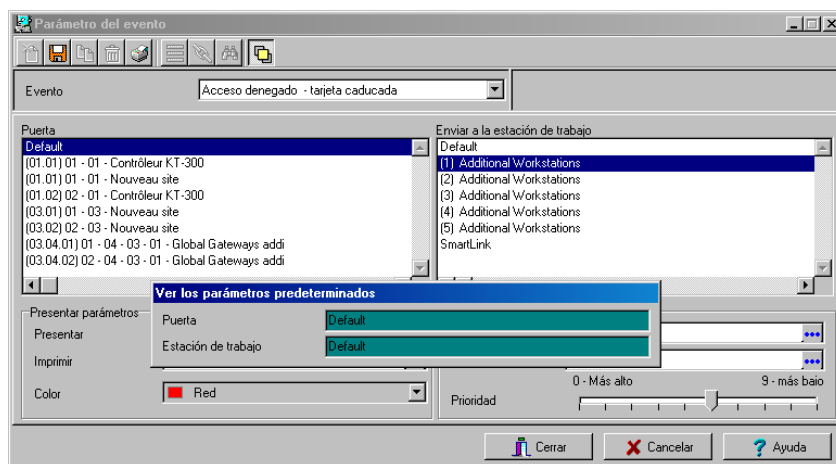 Parámetro del evento
Evento
Acceso denegado - tarjeta caducada
Puerta
Default
(01.01) 01 - 01 - Contrôleur KT-300
(01.01) 01 - 01 - Nouveau site
(01.02) 02 - 01 - Contrôleur KT-300
(03.01) 01 - 03 - Nouveau site
(03.02) 02 - 03 - Nouveau site
(03.04.01) 01 - 04 - 03 - 01 - Global Gateways addi
(03.04.02) 02 - 04 - 03 - 01 - Global Gateways addi
Enviar a la estación de trabajo
Default
(1) Additional Workstations
(2) Additional Workstations
(3) Additional Workstations
(4) Additional Workstations
(5) Additional Workstations
SmartLink
Ver los parámetros predeterminados
Puerta Default
Estación de trabajo Default
Presentar parámetros
Presentar
Imprimir
Color Red
0 - Más alto 9 - más baio
Prioridad
Cerrar Cancelar Ayuda